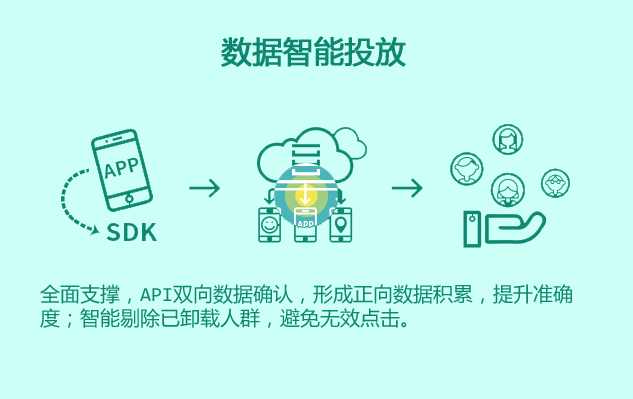 数据智能投放
APP
SDK
APP
全面支撑，API双向数据确认，形成正向数据积累，提升准确
度；智能剔除已卸载人群，避免无效点击。